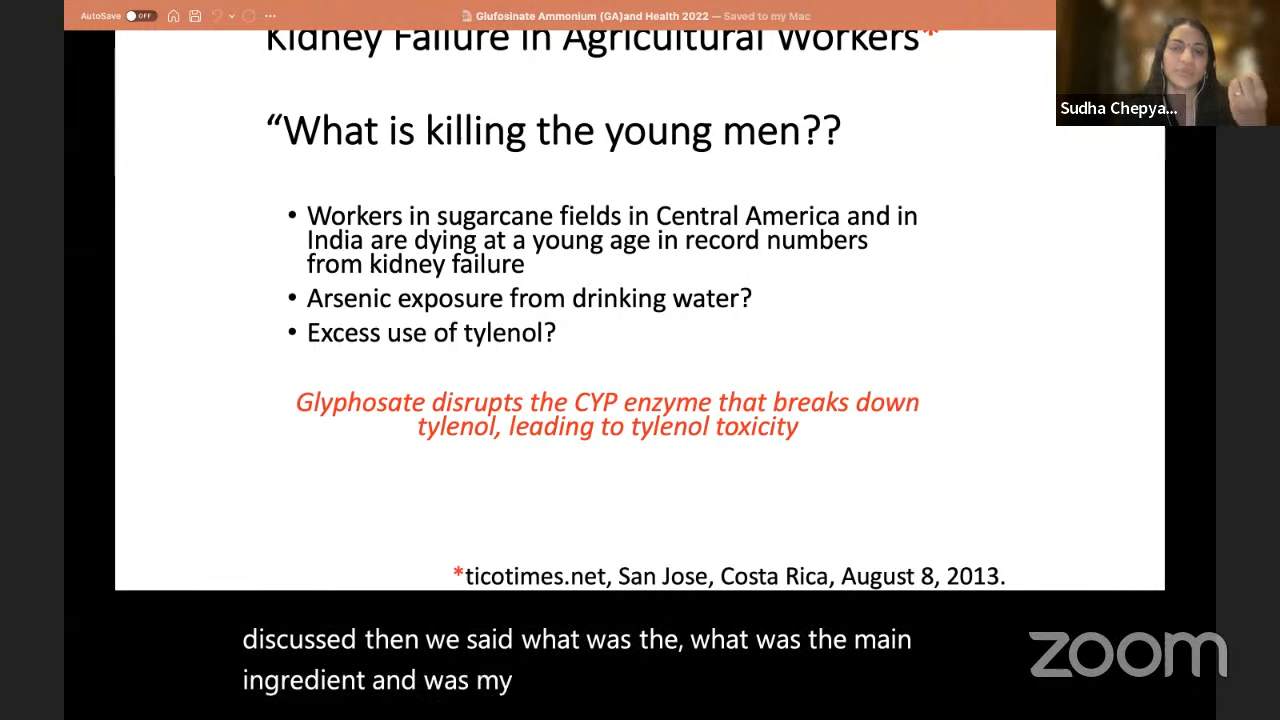 AutoSave OFF
Glufosinate Ammonium (GA)and Health 2022 — Saved to my Mac
Kidney Failure in Agricultural Workers*
“What is killing the young men??
Sudha Chepya...
• Workers in sugarcane fields in Central America and in
India are dying at a young age in record numbers
from kidney failure
• Arsenic exposure from drinking water?
• Excess use of tylenol?
Glyphosate disrupts the CYP enzyme that breaks down
tylenol, leading to tylenol toxicity
*ticotimes.net, San Jose, Costa Rica, August 8, 2013.
discussed then we said what was the, what was the main
ingredient and was my
zoom